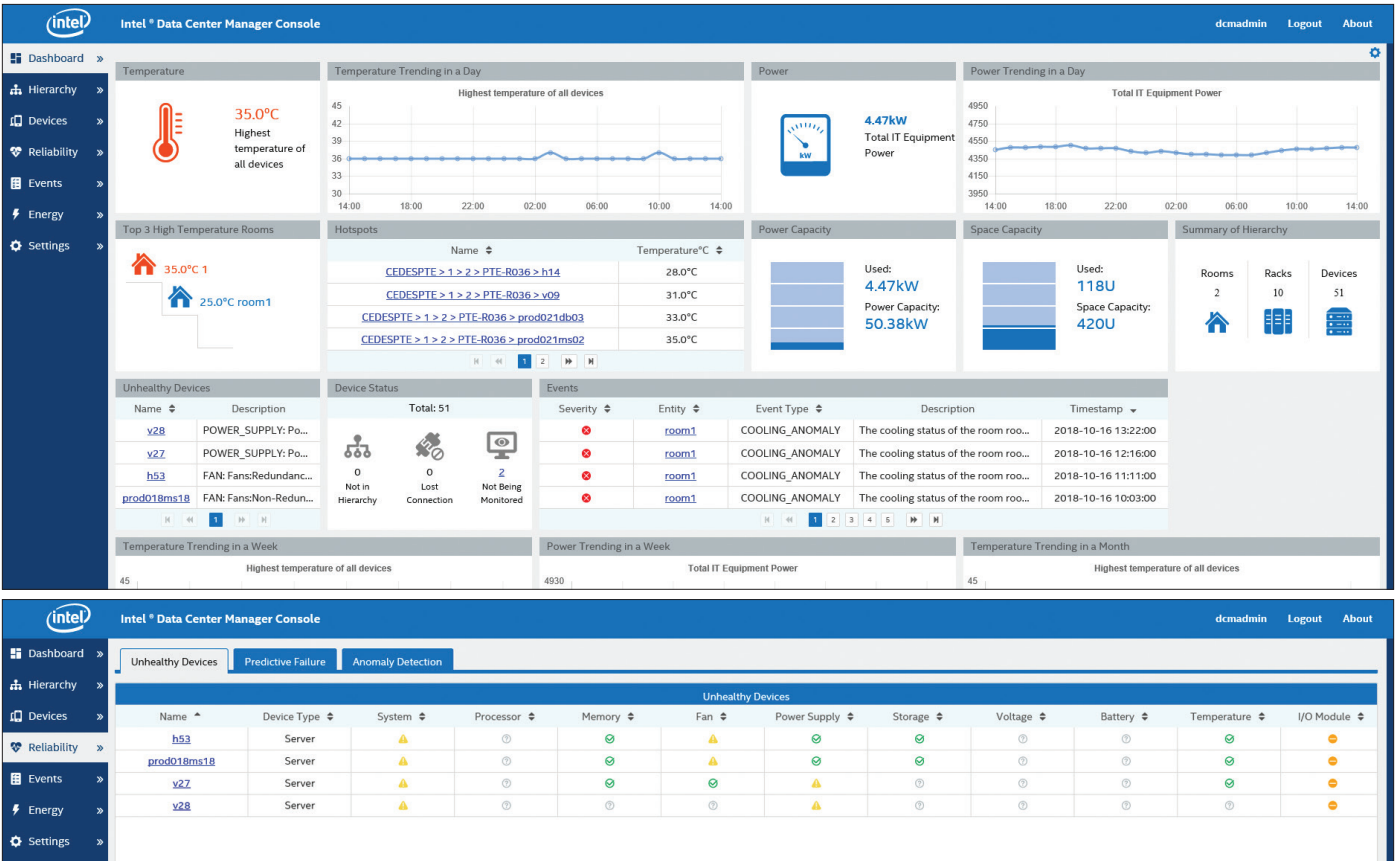 intel Intel ® Data Center Manager Console dcmadmin Logout About
Dashboard »
Hierarchy »
Devices »
Reliability »
Events »
Energy »
Settings »
Temperature
35.0°C
Highest
temperature of
all devices
Temperature Trending in a Day
Highest temperature of all devices
45
42
39
36
33
30
14:00 18:00 22:00 02:00 06:00 10:00 14:00
Power
kW
4.47kW
Total IT Equipment
Power
Power Trending in a Day
Total IT Equipment Power
4950
4750
4550
4350
4150
3950
14:00 18:00 22:00 02:00 06:00 10:00 14:00
Top 3 High Temperature Rooms
35.0°C 1
25.0°C room1
Hotspots
Name Temperature°C
CEDESPTE > 1 > 2 > PTE-R036 > h14 28.0°C
CEDESPTE > 1 > 2 > PTE-R036 > v09 31.0°C
CEDESPTE > 1 > 2 > PTE-R036 > prod021db03 33.0°C
CEDESPTE > 1 > 2 > PTE-R036 > prod021ms02 35.0°C
1 2
Power Capacity
Used:
4.47kW
Power Capacity:
50.38kW
Space Capacity
Used:
118U
Space Capacity:
420U
Summary of Hierarchy
Rooms Racks Devices
2 10 51
Unhealthy Devices
Name Description
v28 POWER_SUPPLY: Po...
v27 POWER_SUPPLY: Po...
h53 FAN: Fans:Redundanc...
prod018ms18 FAN: Fans:Non-Redun...
1
Device Status
Total: 51
0 0 2
Not in Lost Not Being
Hierarchy Connection Monitored
Events
Severity Entity Event Type Description Timestamp
room1 COOLING_ANOMALY The cooling status of the room roo... 2018-10-16 13:22:00
room1 COOLING_ANOMALY The cooling status of the room roo... 2018-10-16 12:16:00
room1 COOLING_ANOMALY The cooling status of the room roo... 2018-10-16 11:11:00
room1 COOLING_ANOMALY The cooling status of the room roo... 2018-10-16 10:03:00
1 2 3 4 5
Temperature Trending in a Week
Highest temperature of all devices
45
Power Trending in a Week
Total IT Equipment Power
4930
Temperature Trending in a Month
Highest temperature of all devices
45
intel Intel ® Data Center Manager Console dcmadmin Logout About
Dashboard »
Hierarchy »
Devices »
Reliability »
Events »
Energy »
Settings »
Unhealthy Devices Predictive Failure Anomaly Detection
Unhealthy Devices
Name Device Type System Processor Memory Fan Power Supply Storage Voltage Battery Temperature I/O Module
h53 Server
prod018ms18 Server
v27 Server
v28 Server